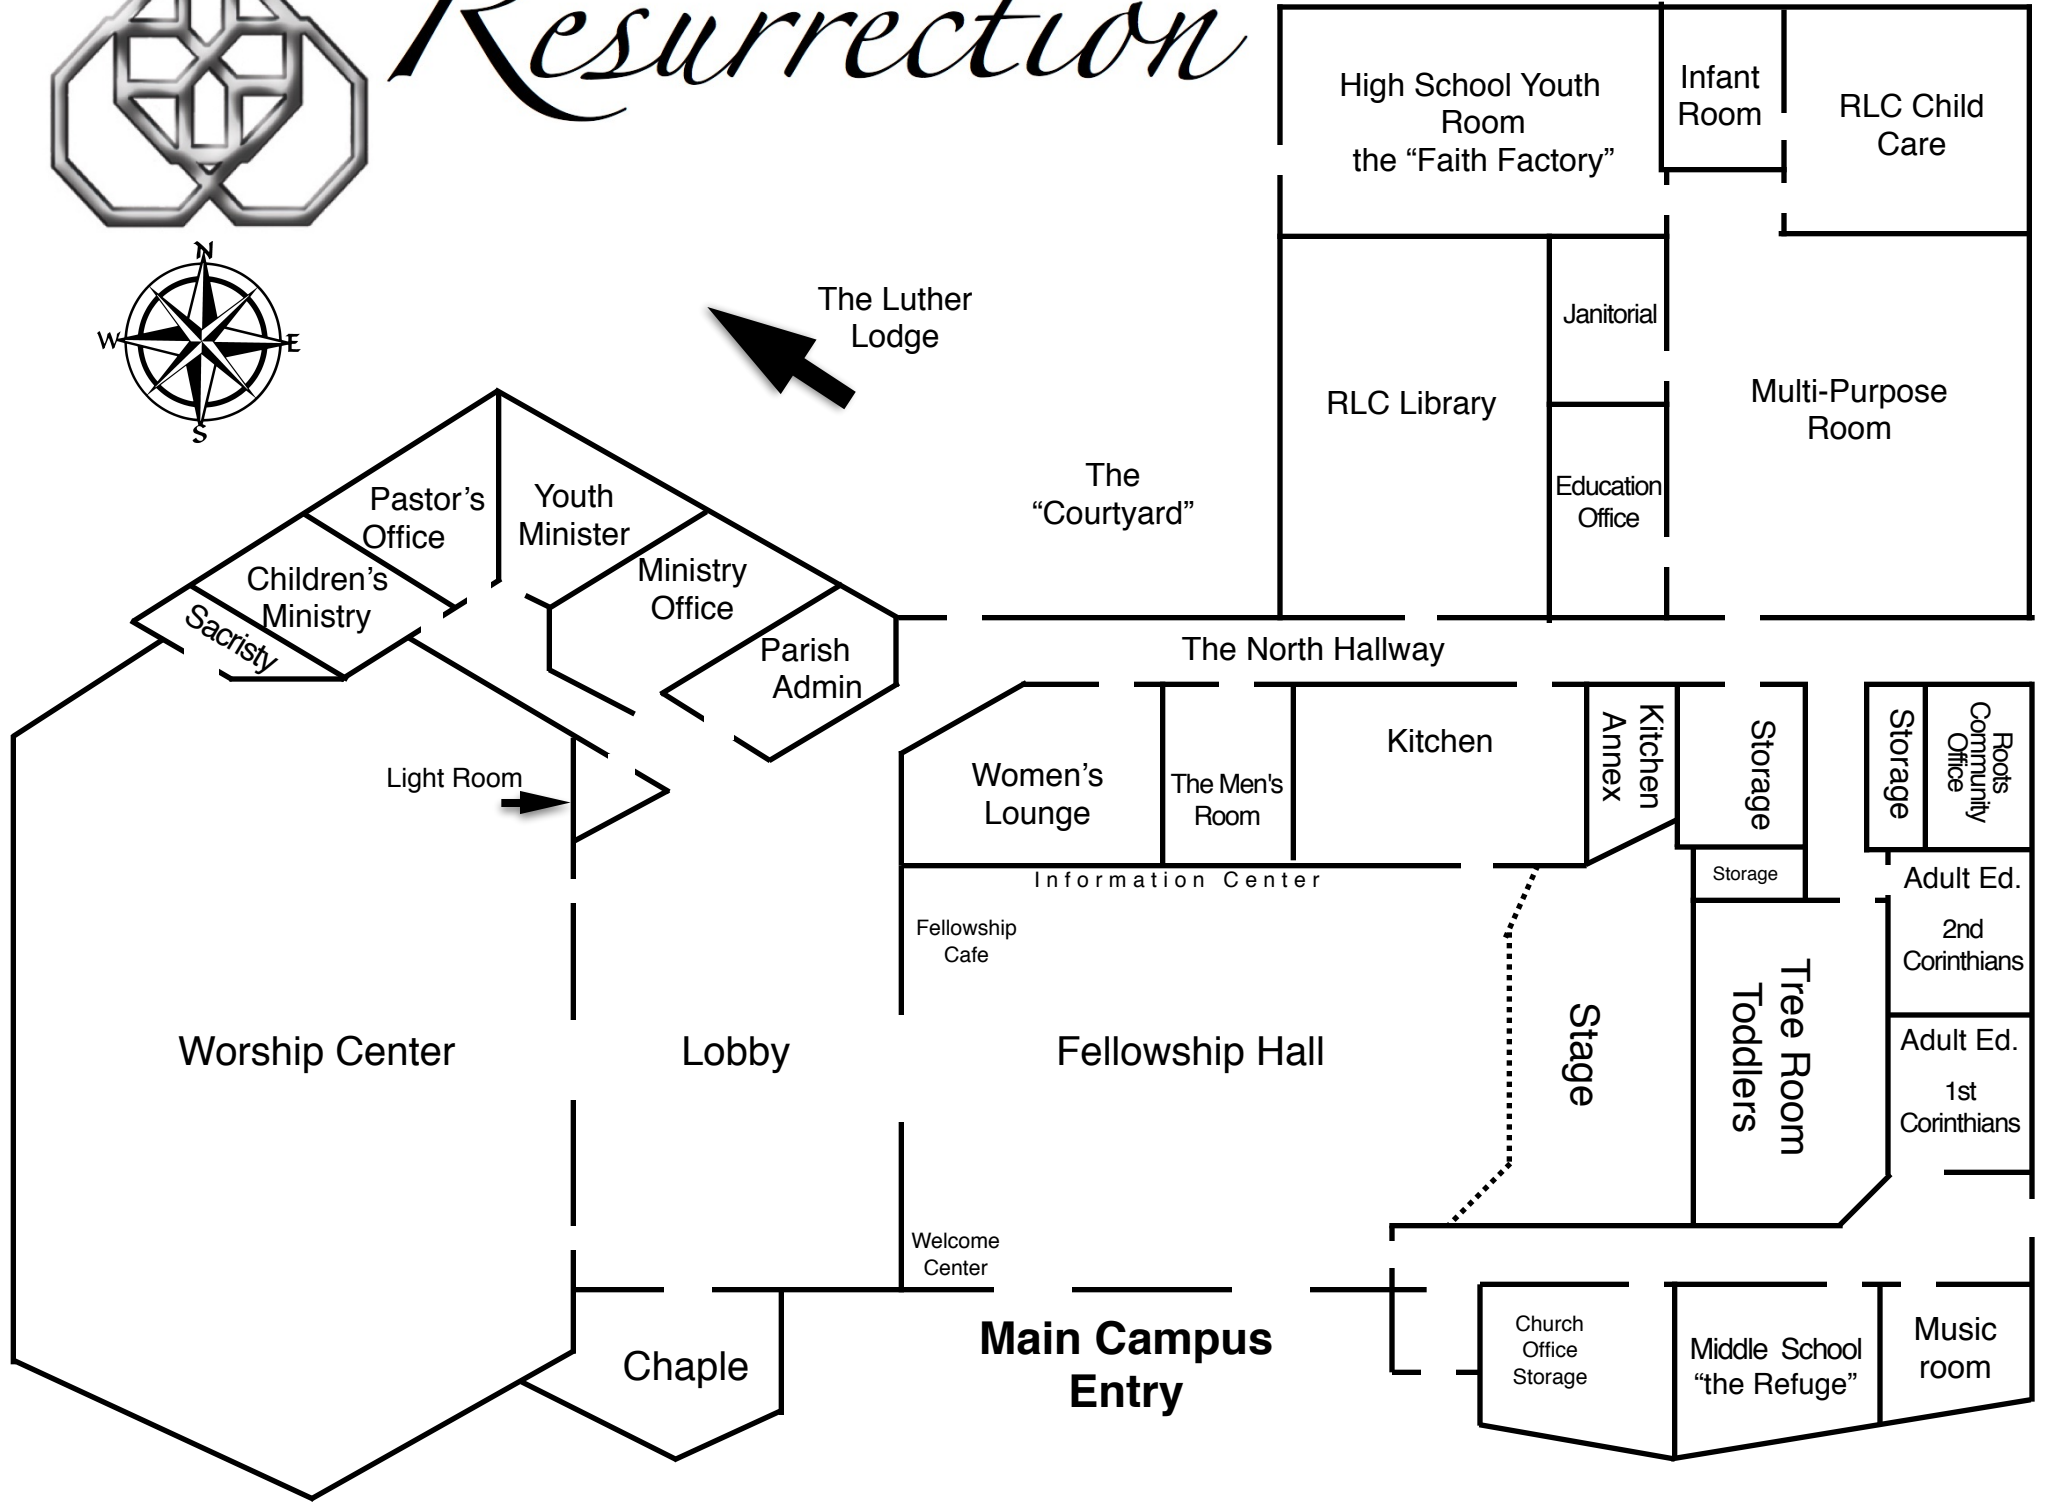 Resurrection
N
W
E
S
High School Youth
Room
the “Faith Factory”
Infant
Room
RLC Child
Care
The Luther
Lodge
Janitorial
RLC Library
Multi-Purpose
Room
The
“Courtyard”
Education
Office
Pastor’s
Office
Youth
Minister
Children’s
Ministry
Ministry
Office
Sacristy
Parish
Admin
The North Hallway
Light Room
Women’s
Lounge
The Men's
Room
Kitchen
Kitchen
Annex
Storage
Storage
Roots
Community
Office
Storage
Information Center
Adult Ed.
2nd
Corinthians
Fellowship
Cafe
Worship Center
Lobby
Fellowship Hall
Stage
Tree Room
Toddlers
Adult Ed.
1st
Corinthians
Welcome
Center
Chaple
Main Campus
Entry
Church
Office
Storage
Middle School
“the Refuge”
Music
room